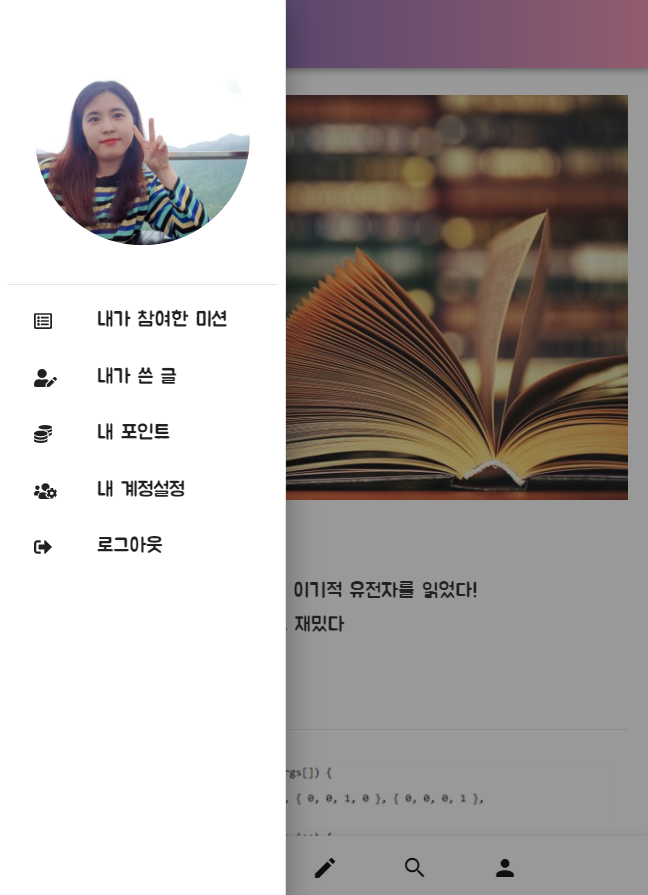 내가 참여한 미션
내가 쓴 글
내 포인트
내 계정설정
로그아웃
이기적 유전자를 읽었다!
재밌다
rgs[]) {
, { 0, 0, 1, 0 }, { 0, 0, 0, 1 },